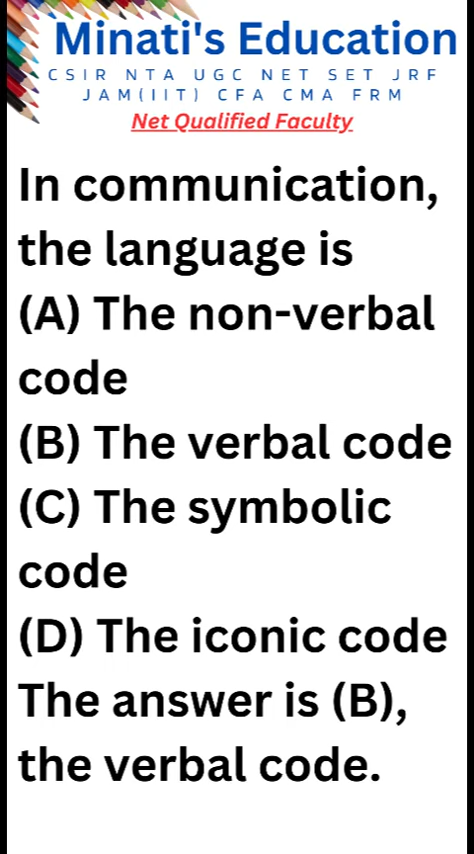 Minati's Education
CSIR NTA UGC NET SET JRF
JAM(IIT) CFA CMA FRM
Net Qualified Faculty
In communication,
the language is
(A) The non-verbal
code
(B) The verbal code
(C) The symbolic
code
(D) The iconic code
The answer is (B),
the verbal code.